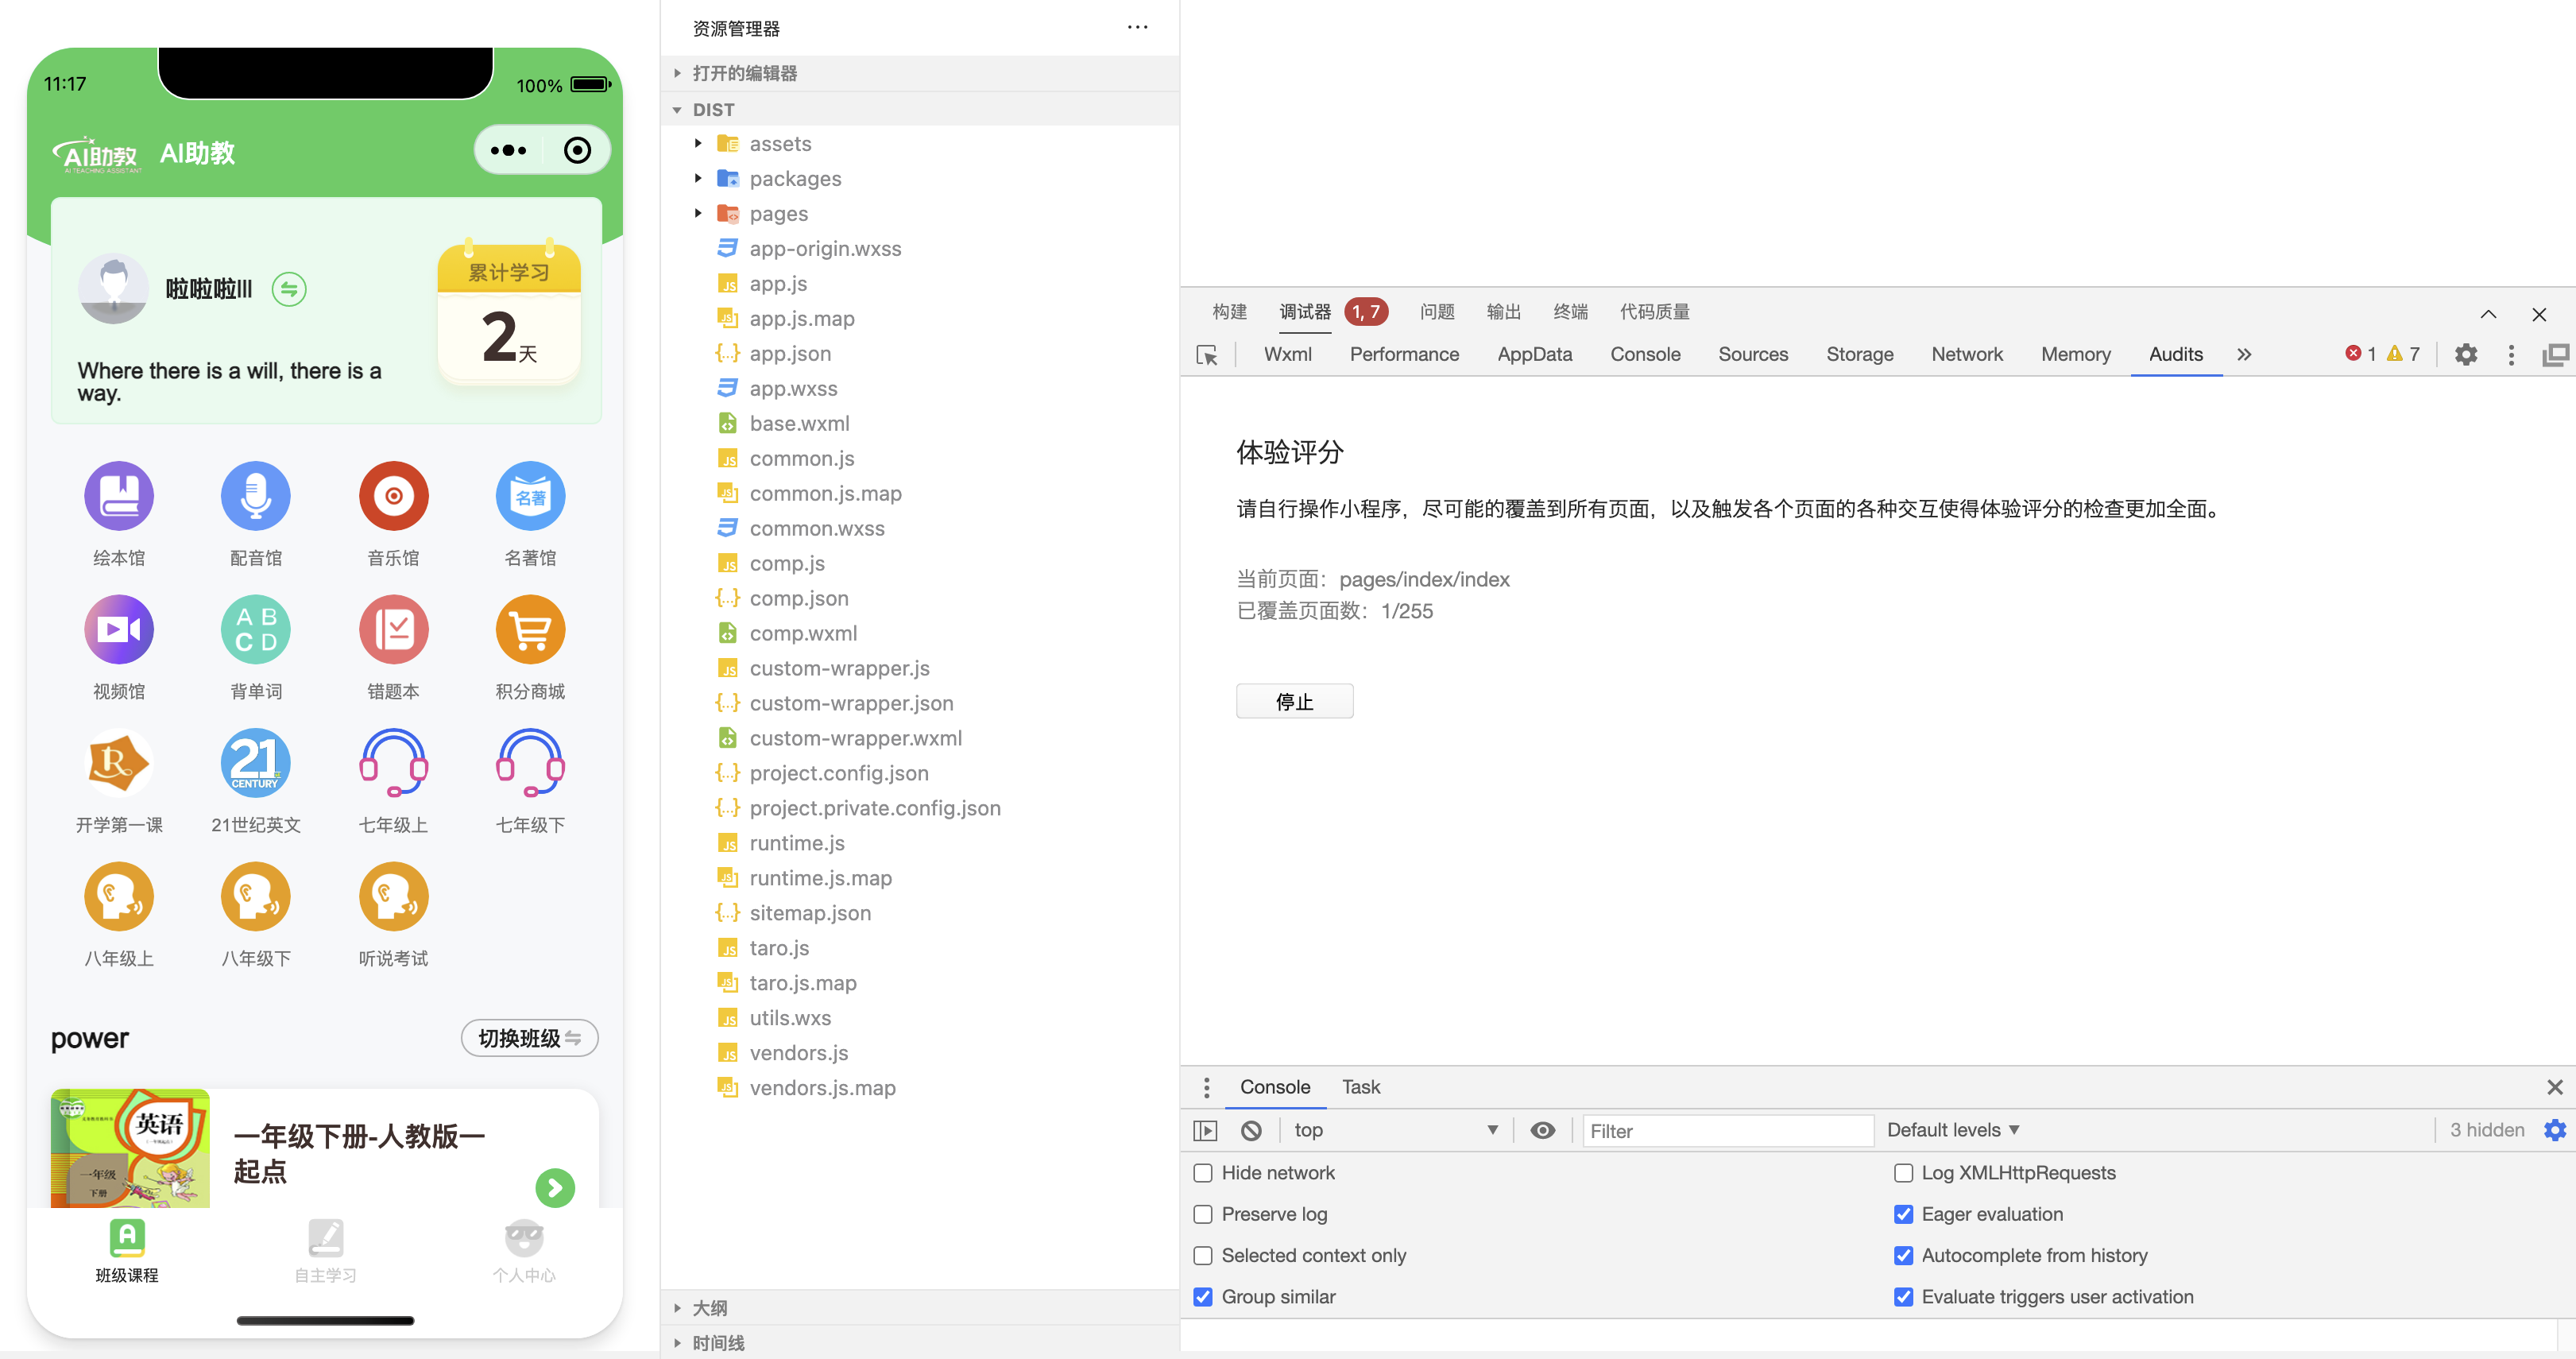 11:17
100%
AI助教
AI TEACHING ASSISTANT
AI助教
啦啦啦lll
累计学习
2天
Where there is a will, there is a
way.
名著
绘本馆
配音馆
音乐馆
名著馆
A B
C D
视频馆
背单词
错题本
积分商城
R
21
CENTURY
开学第一课
21世纪英文
七年级上
七年级下
八年级上
八年级下
听说考试
power
切换班级
英语
一年级
下册
一年级下册-人教版一
起点
A
班级课程
自主学习
个人中心
资源管理器
打开的编辑器
DIST
assets
packages
pages
app-origin.wxss
app.js
app.js.map
app.json
app.wxss
base.wxml
common.js
common.js.map
common.wxss
comp.js
comp.json
comp.wxml
custom-wrapper.js
custom-wrapper.json
custom-wrapper.wxml
project.config.json
project.private.config.json
runtime.js
runtime.js.map
sitemap.json
taro.js
taro.js.map
utils.wxs
vendors.js
vendors.js.map
大纲
时间线
构建
调试器
1, 7
问题
输出
终端
代码质量
Wxml
Performance
AppData
Console
Sources
Storage
Network
Memory
Audits
1
7
体验评分
请自行操作小程序，尽可能的覆盖到所有页面，以及触发各个页面的各种交互使得体验评分的检查更加全面。
当前页面：pages/index/index
已覆盖页面数：1/255
停止
Console
Task
top
Filter
Default levels
3 hidden
Hide network
Log XMLHttpRequests
Preserve log
Eager evaluation
Selected context only
Autocomplete from history
Group similar
Evaluate triggers user activation